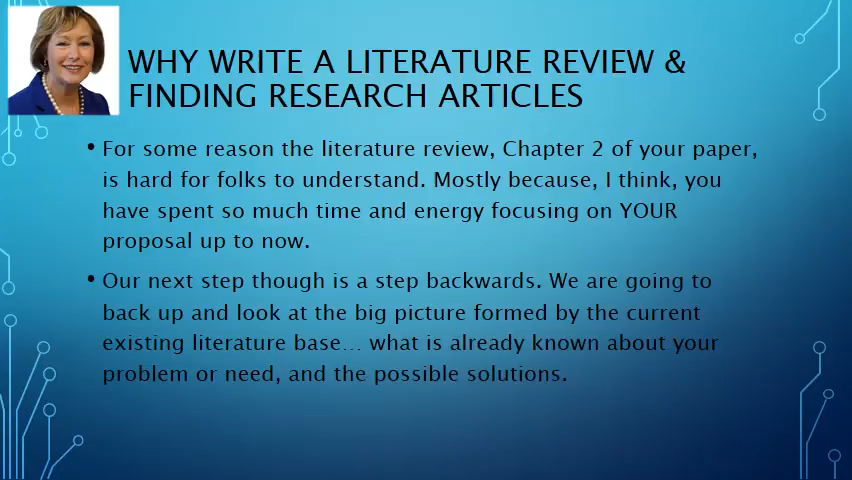 WHY WRITE A LITERATURE REVIEW &
FINDING RESEARCH ARTICLES
• For some reason the literature review, Chapter 2 of your paper,
is hard for folks to understand. Mostly because, I think, you
have spent so much time and energy focusing on YOUR
proposal up to now.
• Our next step though is a step backwards. We are going to
back up and look at the big picture formed by the current
existing literature base… what is already known about your
problem or need, and the possible solutions.